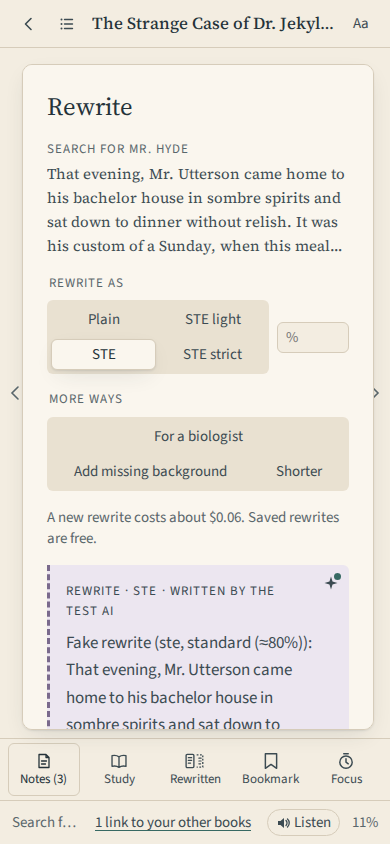 The Strange Case of Dr. Jekyl... Aa
Rewrite
SEARCH FOR MR. HYDE
That evening, Mr. Utterson came home to
his bachelor house in sombre spirits and
sat down to dinner without relish. It was
his custom of a Sunday, when this meal...
REWRITE AS
Plain STE light
%
STE STE strict
MORE WAYS
For a biologist
Add missing background Shorter
A new rewrite costs about $0.06. Saved rewrites
are free.
REWRITE · STE · WRITTEN BY THE
TEST AI
Fake rewrite (ste, standard (≈80%)):
That evening, Mr. Utterson came
home to his bachelor house in
sombre spirits and sat down to
Notes (3) Study Rewritten Bookmark Focus
Search f... 1 link to your other books Listen 11%